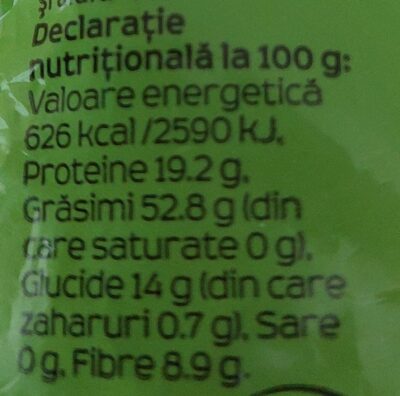 Declarație
nutrițională la 100 g:
Valoare energetică
626 kcal/2590 kJ,
Proteine 19.2 g,
Grăsimi 52.8 g (din
care saturate 0 g),
Glucide 14 g (din care
zaharuri 0.7 g), Sare
0 g, Fibre 8.9 g.